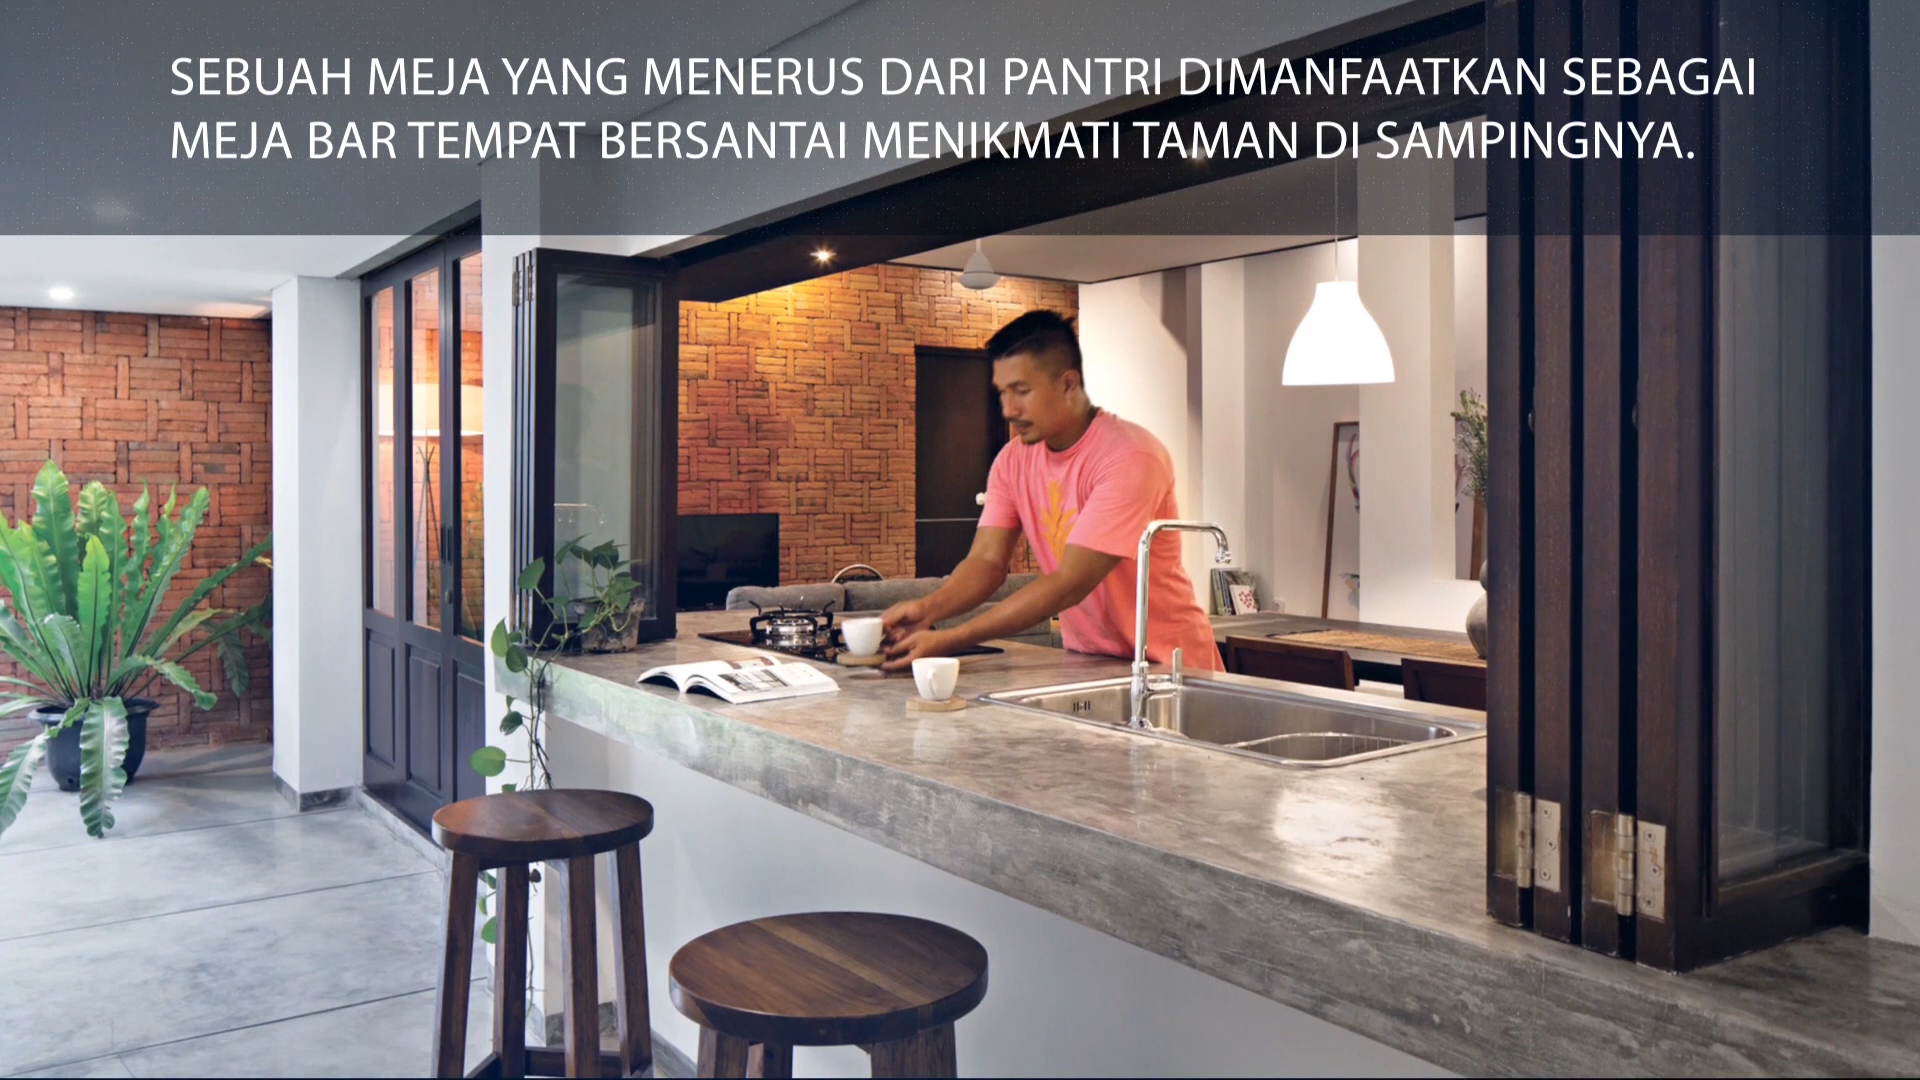 SEBUAH MEJA YANG MENERUS DARI PANTRI DIMANFAATKAN SEBAGAI
MEJA BAR TEMPAT BERSANTAI MENIKMATI TAMAN DI SAMPINGNYA.